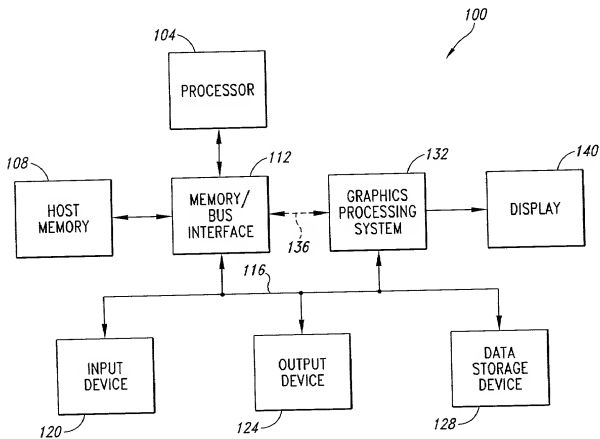 100
104
PROCESSOR
108
112
132
140
HOST
MEMORY
MEMORY/
BUS
INTERFACE
136
GRAPHICS
PROCESSING
SYSTEM
DISPLAY
116
INPUT
DEVICE
OUTPUT
DEVICE
DATA
STORAGE
DEVICE
120
124
128